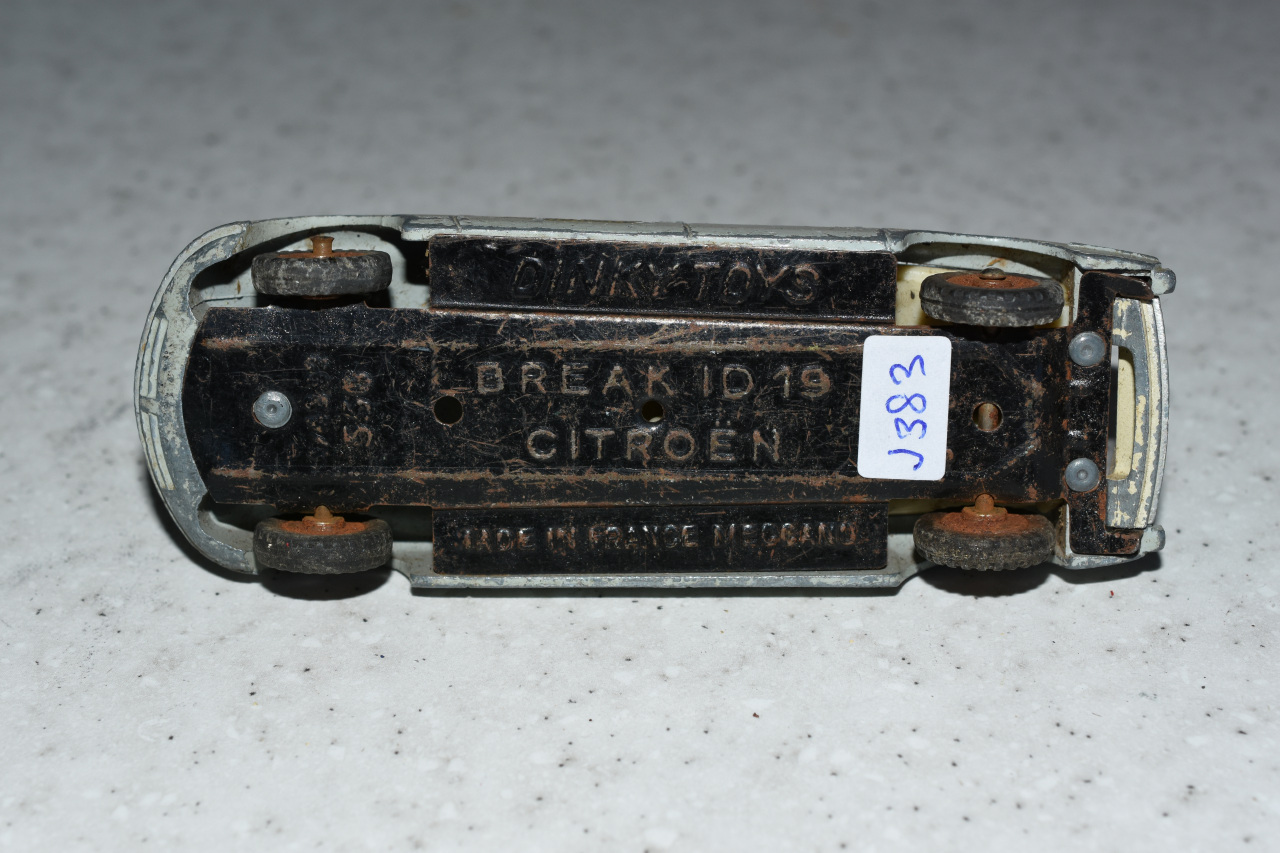 DINKY-TOYS
BREAK ID 19
CITROËN
MADE IN FRANCE MECCANO
J383